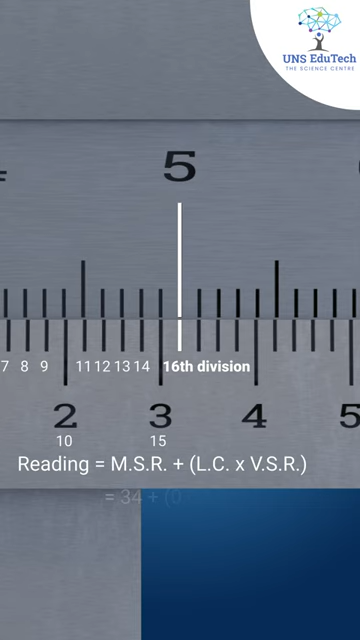 UNS EduTech
THE SCIENCE CENTRE
5
7 8 9 11 12 13 14 16th division
2 3 4 5
10 15
Reading = M.S.R. + (L.C. x V.S.R.)
= 34 + (0